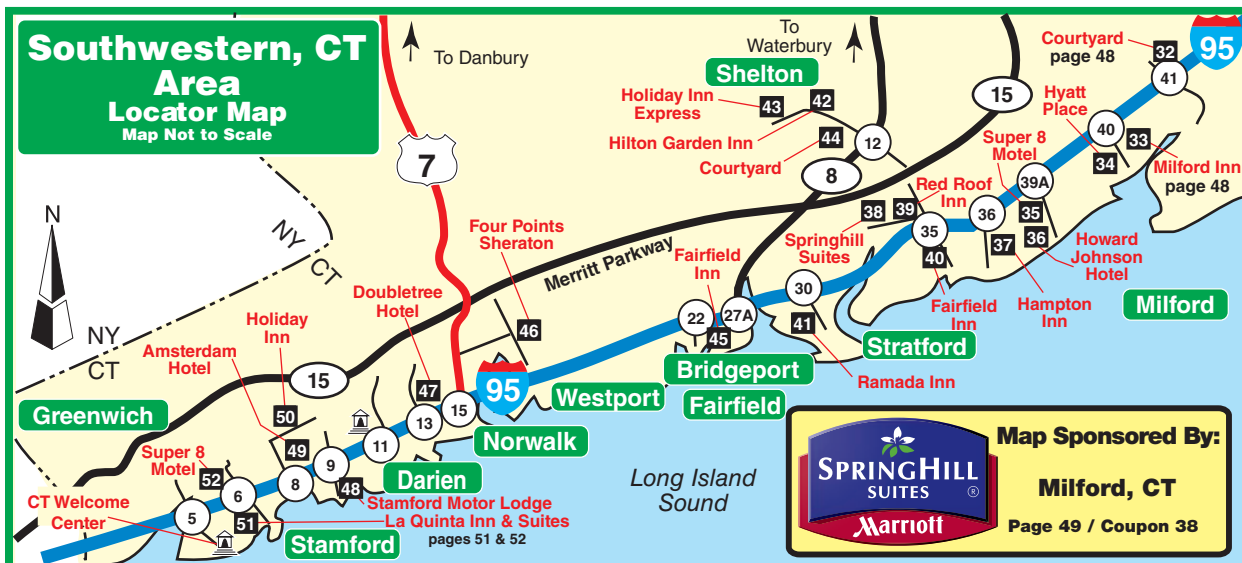 Southwestern, CT
Area
Locator Map
Map Not to Scale
To Danbury
To
Waterbury
Shelton
Holiday Inn
Express
43
42
Hilton Garden Inn
44
Courtyard
12
8
15
Courtyard
page 48
32
95
41
Hyatt
Place
40
33
34
Milford Inn
page 48
Super 8
Motel
39A
35
36
Howard
Johnson
Hotel
Red Roof
Inn
38
39
Springhill
Suites
35
36
37
40
Fairfield
Inn
Hampton
Inn
Milford
7
N
NY
CT
NY
CT
Merritt Parkway
Four Points
Sheraton
46
Fairfield
Inn
22
27A
45
30
41
Ramada Inn
Stratford
Bridgeport
Fairfield
Doubletree
Hotel
47
Holiday
Inn
Amsterdam
Hotel
15
50
49
95
Westport
15
13
11
Norwalk
Greenwich
Super 8
Motel
52
6
8
9
48
Darien
Stamford Motor Lodge
La Quinta Inn & Suites
pages 51 & 52
CT Welcome
Center
5
51
Stamford
Long Island
Sound
SPRINGHILL
SUITES
®
Marriott
Map Sponsored By:
Milford, CT
Page 49 / Coupon 38